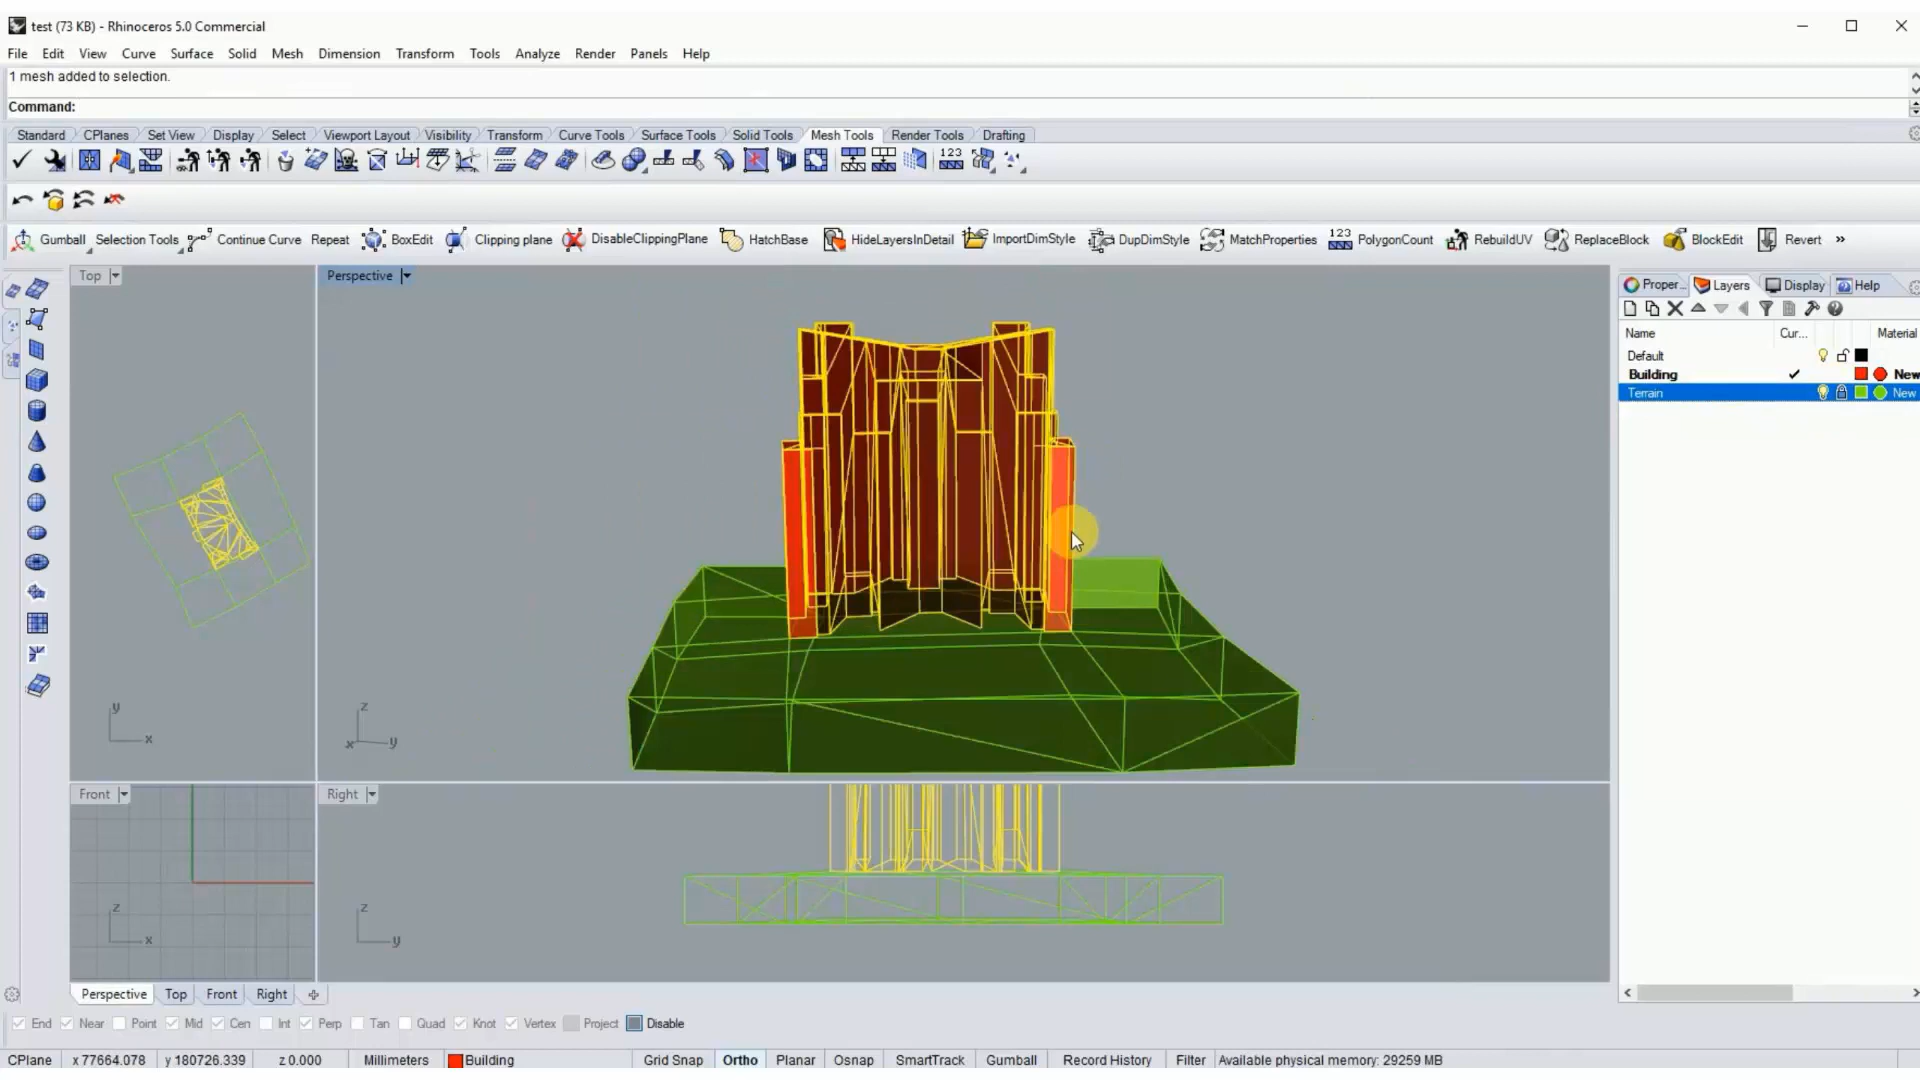 test (73 KB) - Rhinoceros 5.0 Commercial
File Edit View Curve Surface Solid Mesh Dimension Transform Tools Analyze Render Panels Help
1 mesh added to selection.
Command:
Standard CPlanes Set View Display Select Viewport Layout Visibility Transform Curve Tools Surface Tools Solid Tools Mesh Tools Render Tools Drafting
123
Gumball Selection Tools Continue Curve Repeat BoxEdit Clipping plane DisableClippingPlane HatchBase HideLayersInDetail ImportDimStyle DupDimStyle MatchProperties 123 PolygonCount RebuildUV ReplaceBlock BlockEdit Revert »
Top Perspective
Proper... Layers Display Help
Name Cur... Material
Default
Building New
Terrain New
y x
z x y
Front Right
z x
z y
Perspective Top Front Right
End Near Point Mid Cen Int Perp Tan Quad Knot Vertex Project Disable
CPlane x 77664.078 y 180726.339 z 0.000 Millimeters Building Grid Snap Ortho Planar Osnap SmartTrack Gumball Record History Filter Available physical memory: 29259 MB